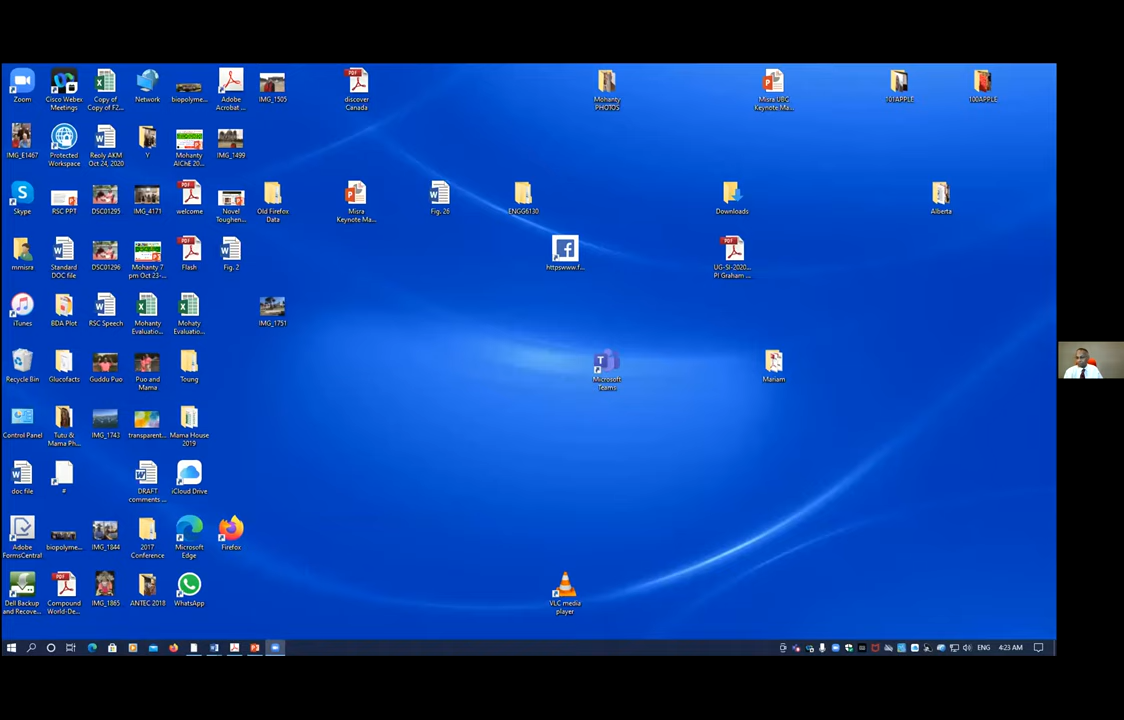 Zoom
Cisco Webex
Meetings
Copy of
Copy of F2...
Network
biopolyme...
Adobe
Acrobat ...
IMG_1505
discover
Canada
Mohanty
PHOTOS
Misra UBC
Keynote Ma...
101APPLE
100APPLE
IMG_E1467
Protected
Workspace
Reoly AKM
Oct 24, 2020
Y
Mohanty
AIChE 20...
IMG_1499
Skype
RSC PPT
DSC01295
IMG_4171
welcome
Novel
Toughen...
Old Firefox
Data
Misra
Keynote Ma...
Fig. 26
ENGG6130
Downloads
Alberta
mmisra
Standard
DOC file
DSC01296
Mohanty 7
pm Oct 23-...
Flash
Fig. 2
httpswww.f...
UG-SI-2020...
PI Graham ...
iTunes
BDA Plot
RSC Speech
Mohanty
Evaluatio...
Mohaty
Evaluatio...
IMG_1751
Recycle Bin
Glucofacts
Guddu Puo
Puo and
Mama
Toung
Microsoft
Teams
Mariam
Control Panel
Tutu &
Mama Ph...
IMG_1743
transparent...
Mama House
2019
doc file
#
DRAFT
comments ...
iCloud Drive
Adobe
FormsCentral
biopolyme...
IMG_1844
2017
Conference
Microsoft
Edge
Firefox
Dell Backup
and Recove...
Compound
World-De...
IMG_1865
ANTEC 2018
WhatsApp
VLC media
player
ENG
4:23 AM